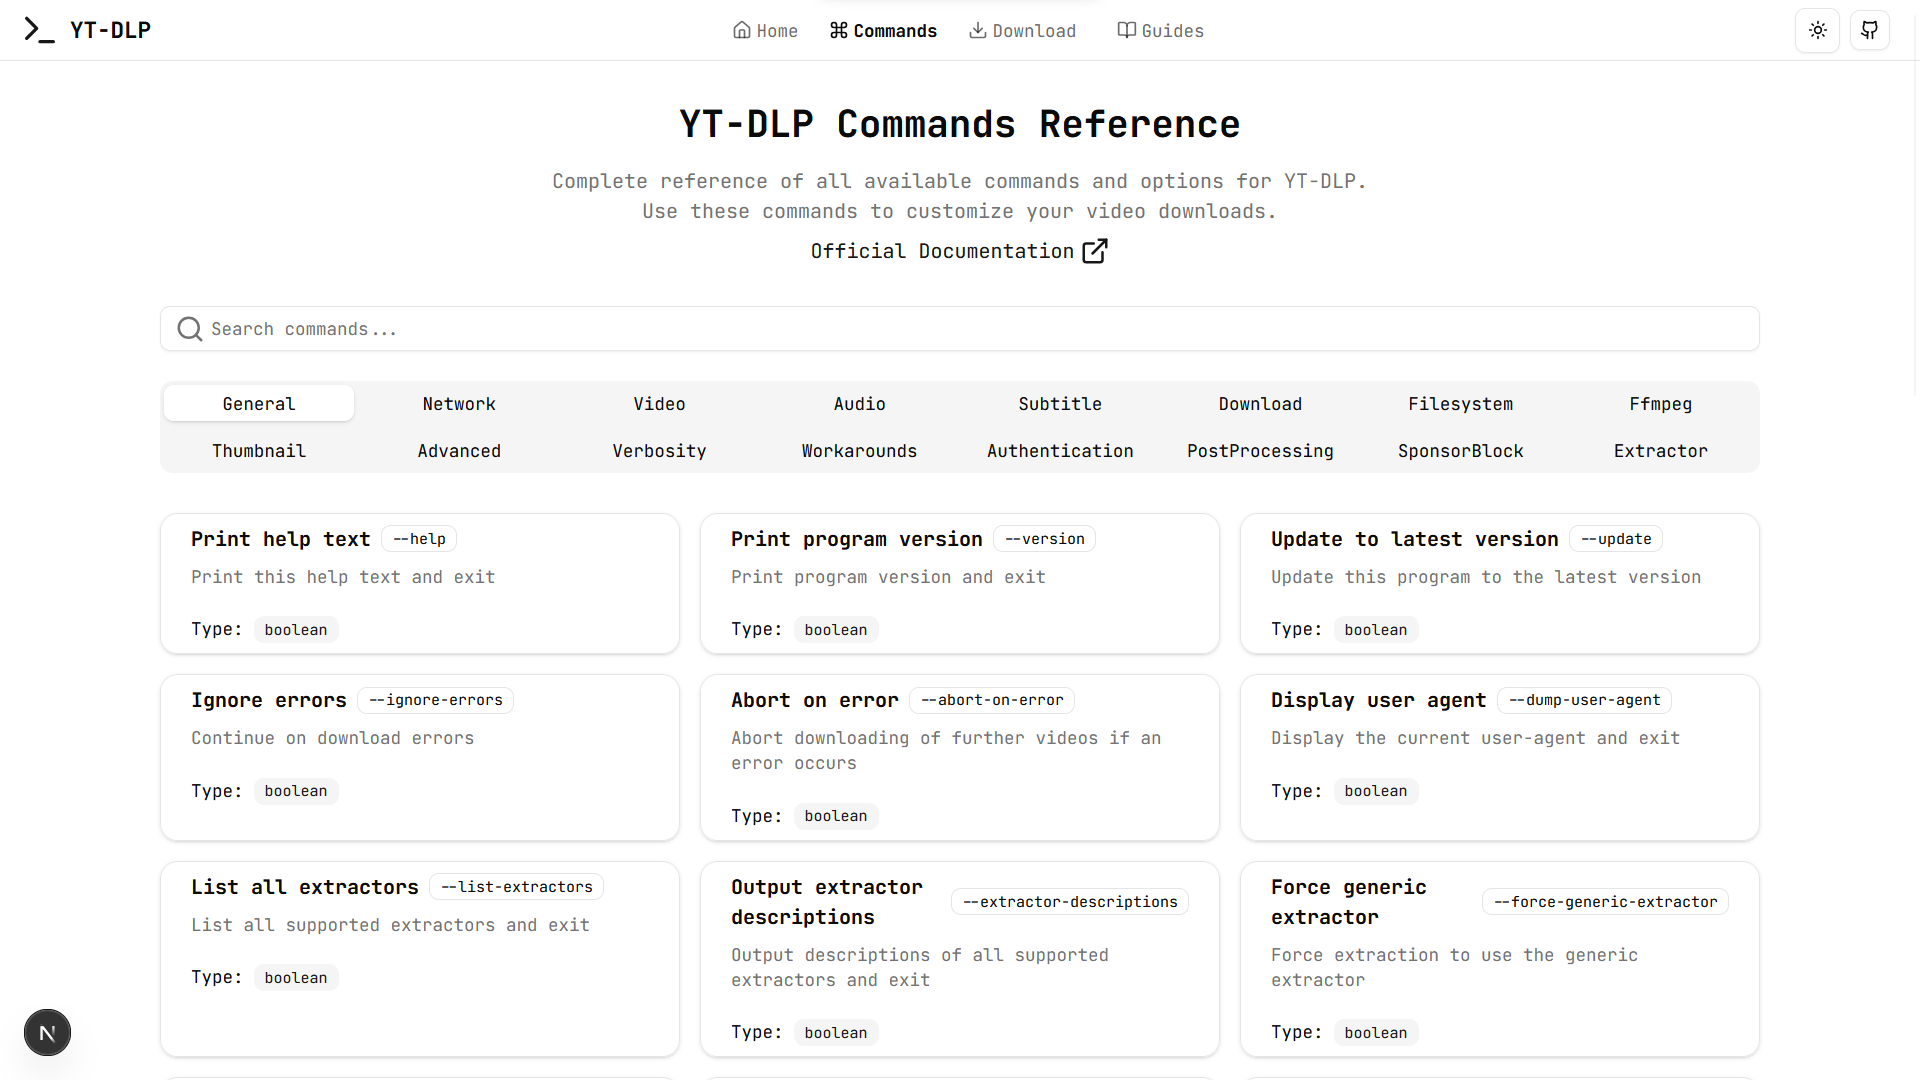 YT-DLP
Home
Commands
Download
Guides
YT-DLP Commands Reference
Complete reference of all available commands and options for YT-DLP.
Use these commands to customize your video downloads.
Official Documentation
Search commands...
General
Network
Video
Audio
Subtitle
Download
Filesystem
Ffmpeg
Thumbnail
Advanced
Verbosity
Workarounds
Authentication
PostProcessing
SponsorBlock
Extractor
Print help text --help
Print this help text and exit
Type: boolean
Print program version --version
Print program version and exit
Type: boolean
Update to latest version --update
Update this program to the latest version
Type: boolean
Ignore errors --ignore-errors
Continue on download errors
Type: boolean
Abort on error --abort-on-error
Abort downloading of further videos if an
error occurs
Type: boolean
Display user agent --dump-user-agent
Display the current user-agent and exit
Type: boolean
List all extractors --list-extractors
List all supported extractors and exit
Type: boolean
Output extractor
descriptions
--extractor-descriptions
Output descriptions of all supported
extractors and exit
Type: boolean
Force generic
extractor
--force-generic-extractor
Force extraction to use the generic
extractor
Type: boolean
N